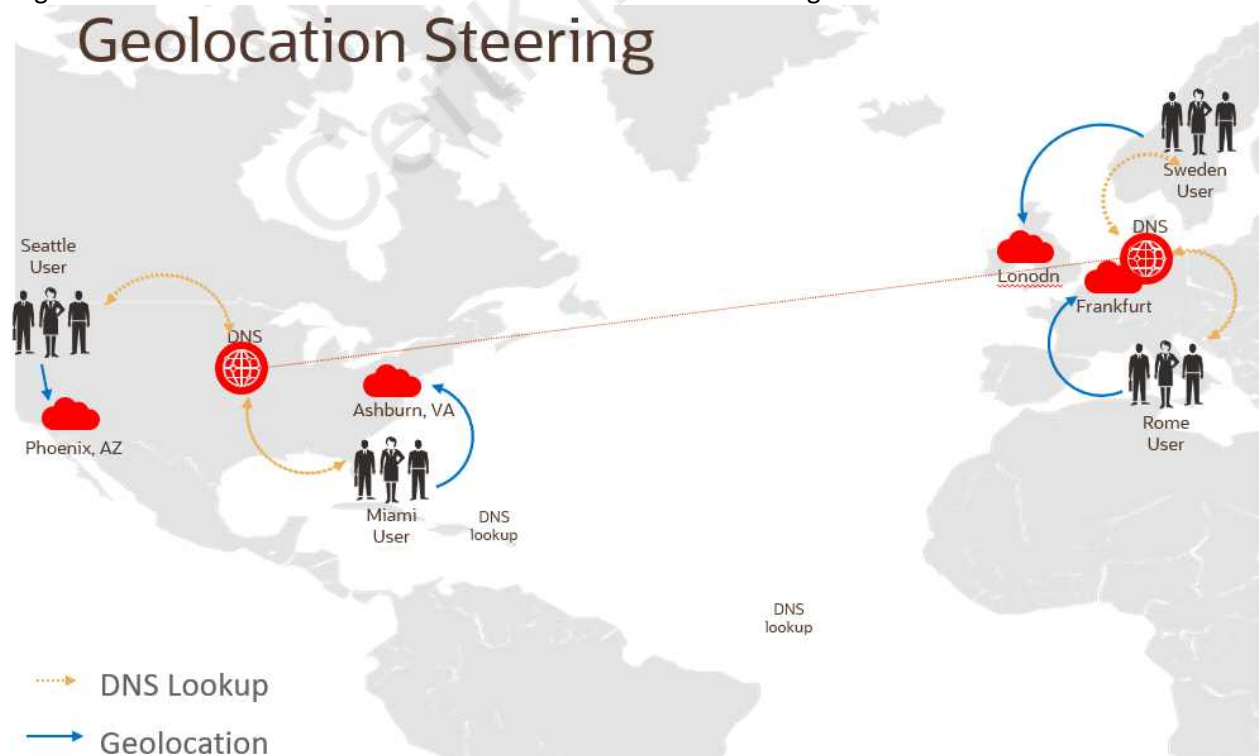 Geolocation Steering
Sweden
User
DNS
Lonodn
Frankfurt
Seattle
User
DNS
Ashburn, VA
Phoenix, AZ
Rome
User
Miami
User
DNS
lookup
DNS
lookup
DNS Lookup
Geolocation